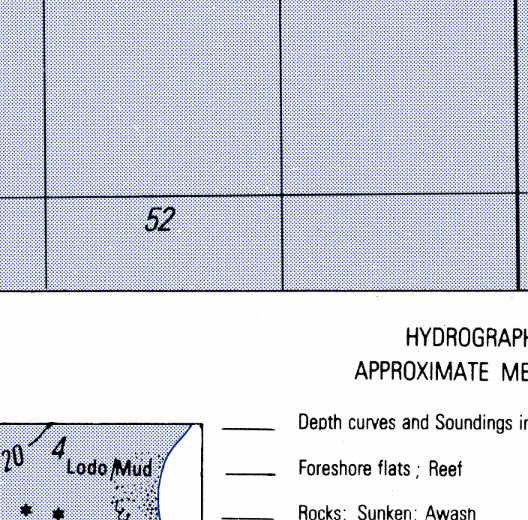 52
HYDROGRAPH
APPROXIMATE ME
Depth curves and Soundings in
20 4
Lodo/Mud
Foreshore flats ; Reef
Rocks: Sunken; Awash